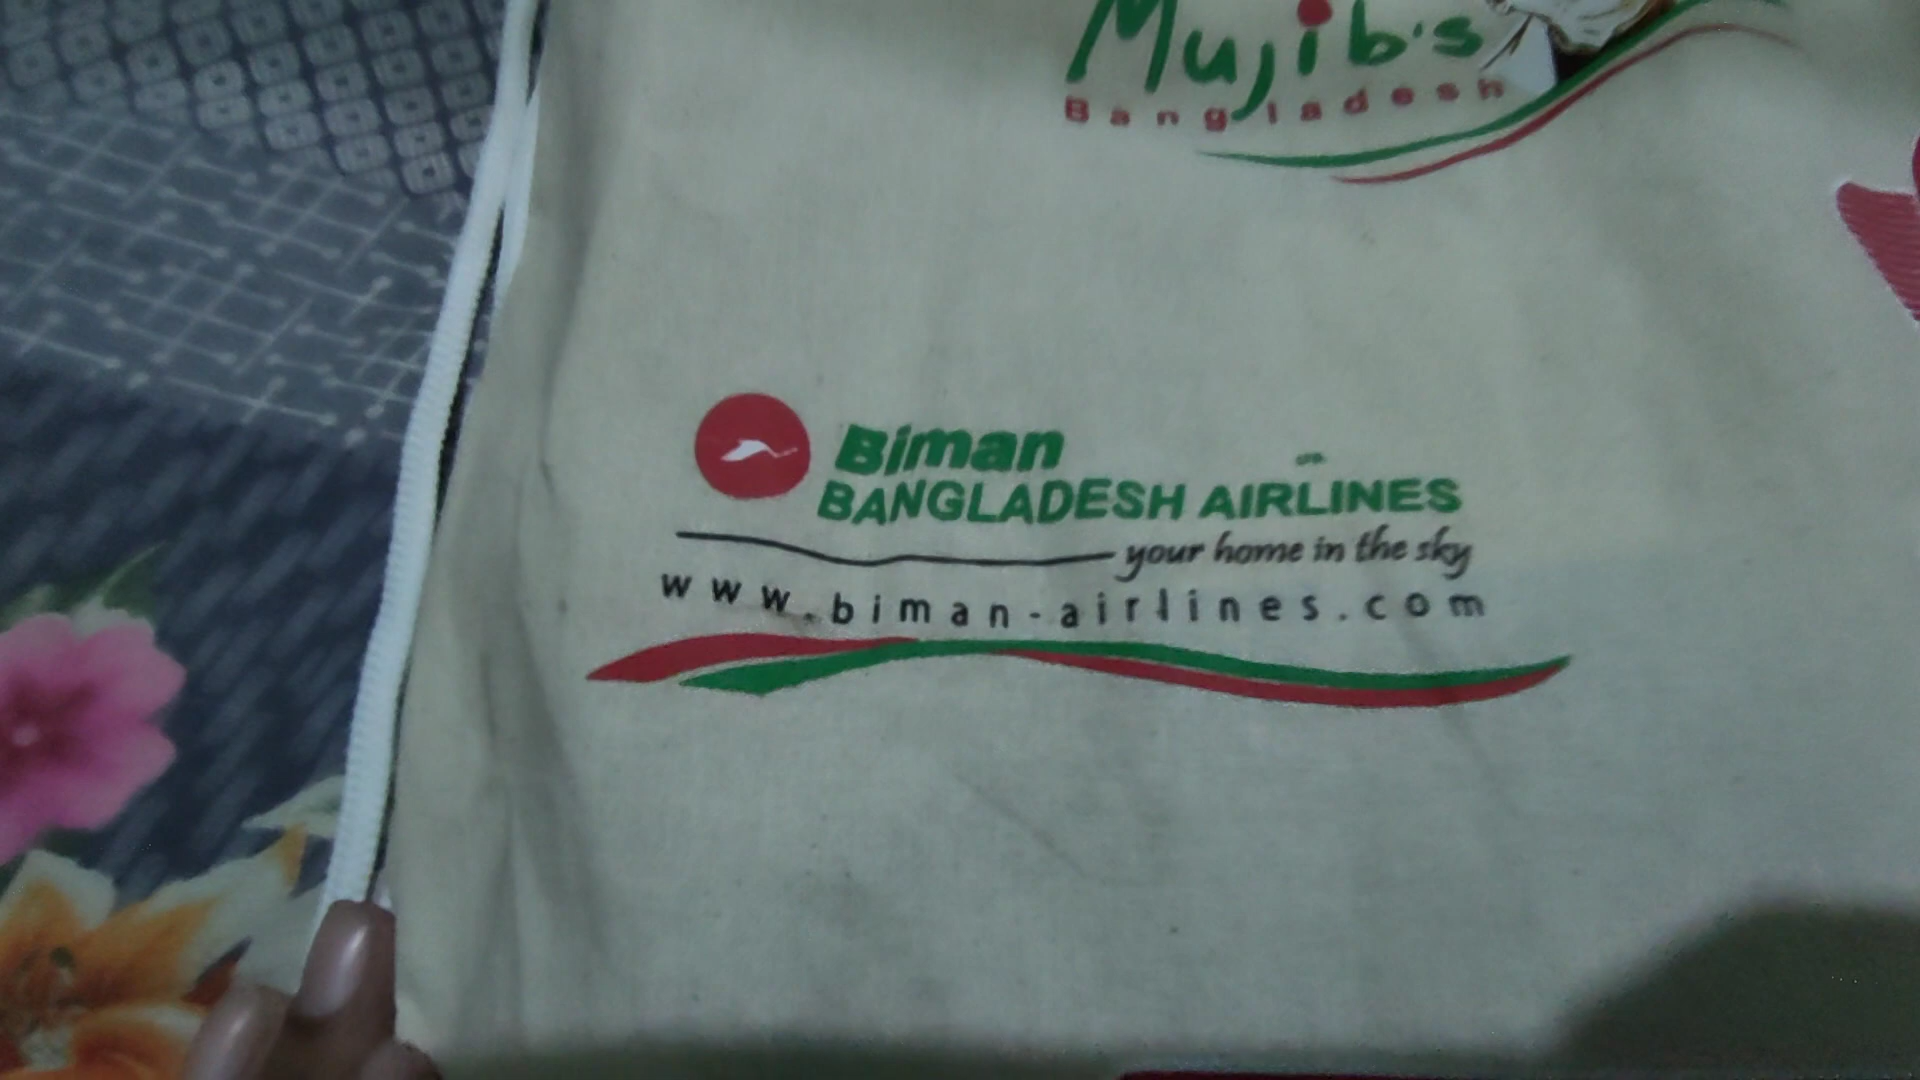 Mujib's
Bangladesh
Biman
BANGLADESH AIRLINES
your home in the sky
www.biman-airlines.com